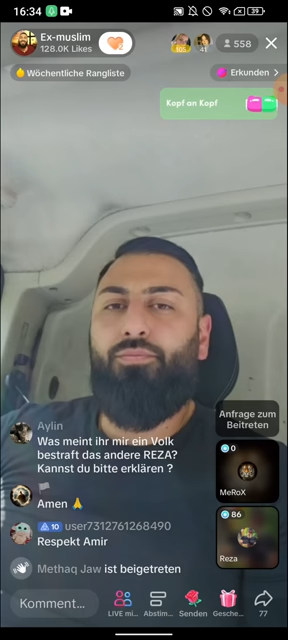 16:34
39
Ex-muslim
128.0K Likes
558
Wöchentliche Rangliste
Erkunden >
Kopf an Kopf
Aylin
Was meint ihr mir ein Volk
bestraft das andere REZA?
Kannst du bitte erklären ?
Amen 🙏
10 user7312761268490
Respekt Amir
Methaq Jaw ist beigetreten
Anfrage zum
Beitreten
0
MeRoX
86
Reza
Komment...
LIVE mi...
Abstim...
Senden
Gesche...
77